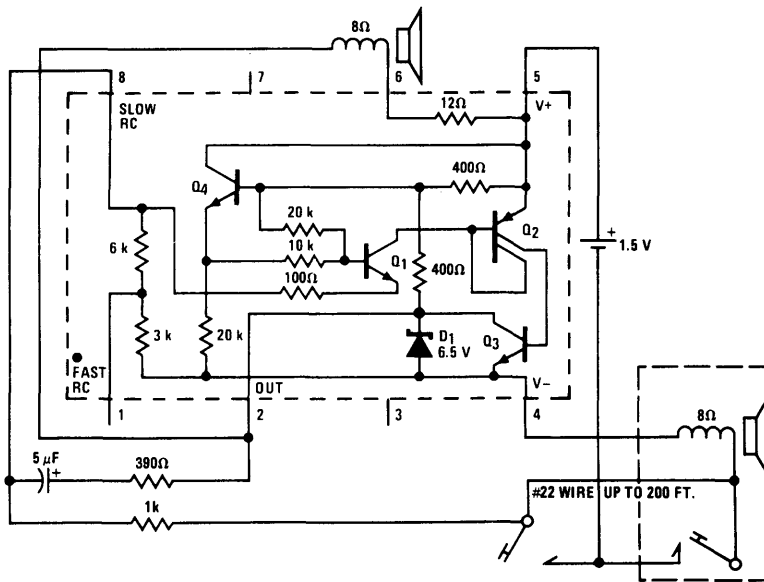 8Ω
8
7
6
5
SLOW
RC
12Ω
V+
Q4
400Ω
20 k
Q2
6 k
10 k
Q1
400Ω
+
1.5 V
100Ω
3 k
20 k
D1
6.5 V
Q3
FAST
RC
OUT
V−
1
2
3
4
8Ω
5 μF
+
390Ω
#22 WIRE UP TO 200 FT.
1k
H
H